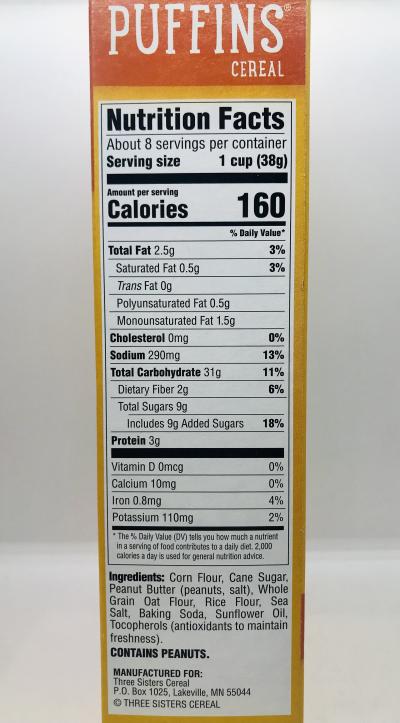 PUFFINS®
CEREAL
Nutrition Facts
About 8 servings per container
Serving size 1 cup (38g)
Amount per serving
Calories 160
% Daily Value*
Total Fat 2.5g 3%
Saturated Fat 0.5g 3%
Trans Fat 0g
Polyunsaturated Fat 0.5g
Monounsaturated Fat 1.5g
Cholesterol 0mg 0%
Sodium 290mg 13%
Total Carbohydrate 31g 11%
Dietary Fiber 2g 6%
Total Sugars 9g
Includes 9g Added Sugars 18%
Protein 3g
Vitamin D 0mcg 0%
Calcium 10mg 0%
Iron 0.8mg 4%
Potassium 110mg 2%
* The % Daily Value (DV) tells you how much a nutrient
in a serving of food contributes to a daily diet. 2,000
calories a day is used for general nutrition advice.
Ingredients: Corn Flour, Cane Sugar,
Peanut Butter (peanuts, salt), Whole
Grain Oat Flour, Rice Flour, Sea
Salt, Baking Soda, Sunflower Oil,
Tocopherols (antioxidants to maintain
freshness).
CONTAINS PEANUTS.
MANUFACTURED FOR:
Three Sisters Cereal
P.O. Box 1025, Lakeville, MN 55044
© THREE SISTERS CEREAL